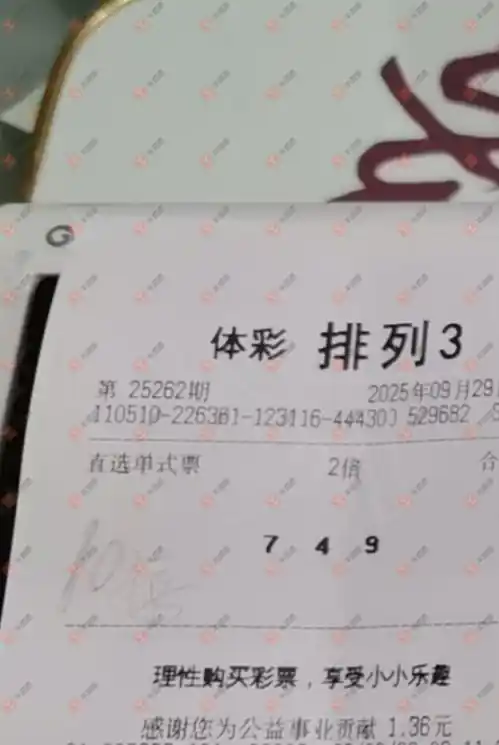 G
体彩 排列3
第 25262期 2025年09月29
110510-226381-123116-444300 529682
直选单式票 2倍 合
7 4 9
理性购买彩票，享受小小乐趣
感谢您为公益事业贡献 1.36元